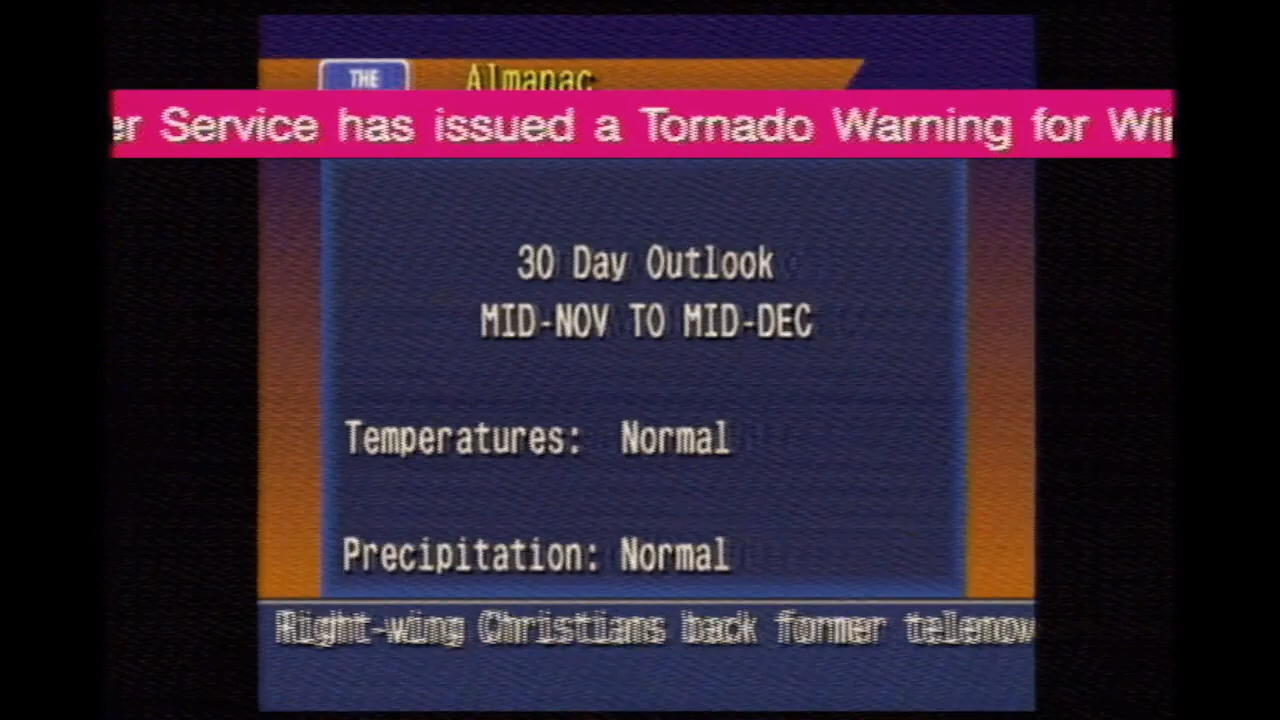 THE
Almanac
er Service has issued a Tornado Warning for Wir
30 Day Outlook
MID-NOV TO MID-DEC
Temperatures: Normal
Precipitation: Normal
Right-wing Christians back former telenov